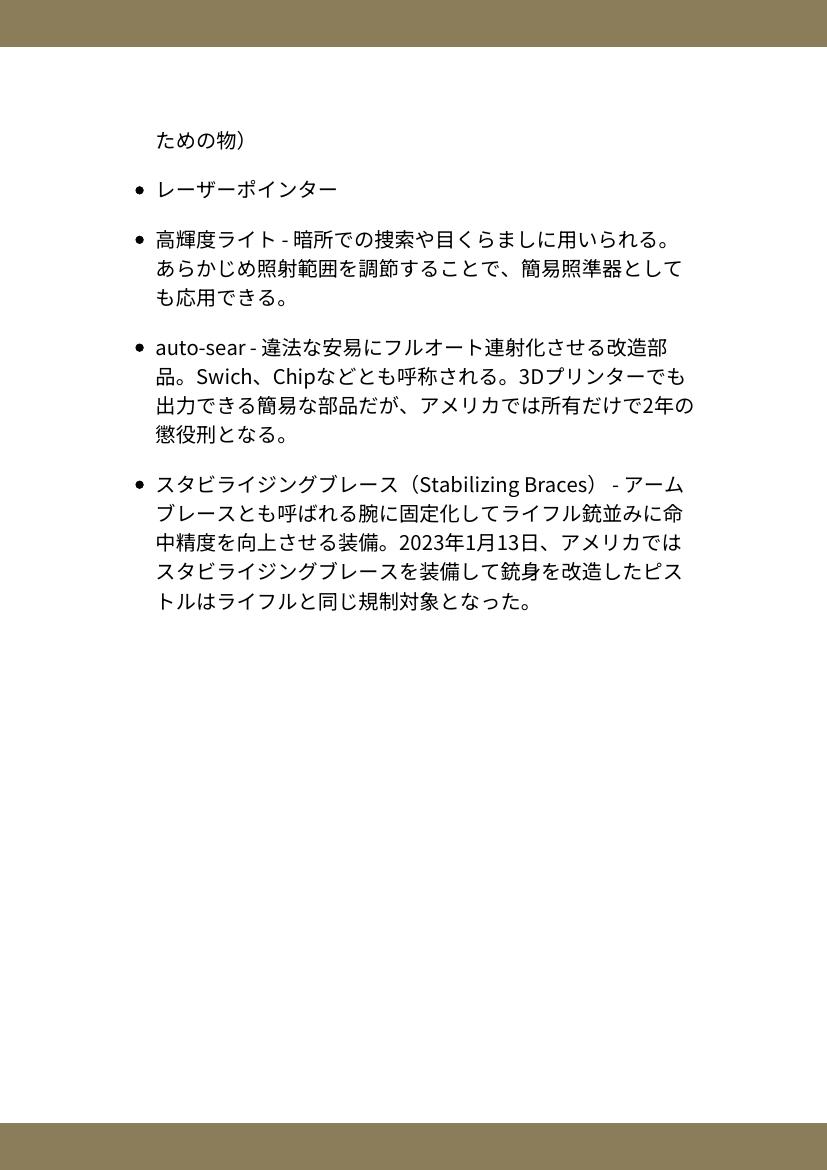 ための物）
• レーザーポインター
• 高輝度ライト - 暗所での捜索や目くらましに用いられる。
あらかじめ照射範囲を調節することで、簡易照準器として
も応用できる。
• auto-sear - 違法な安易にフルオート連射化させる改造部
品。Swich、Chipなどとも呼称される。3Dプリンターでも
出力できる簡易な部品だが、アメリカでは所有だけで2年の
懲役刑となる。
• スタビライジングブレース（Stabilizing Braces） - アーム
ブレースとも呼ばれる腕に固定化してライフル銃並みに命
中精度を向上させる装備。2023年1月13日、アメリカでは
スタビライジングブレースを装備して銃身を改造したピス
トルはライフルと同じ規制対象となった。